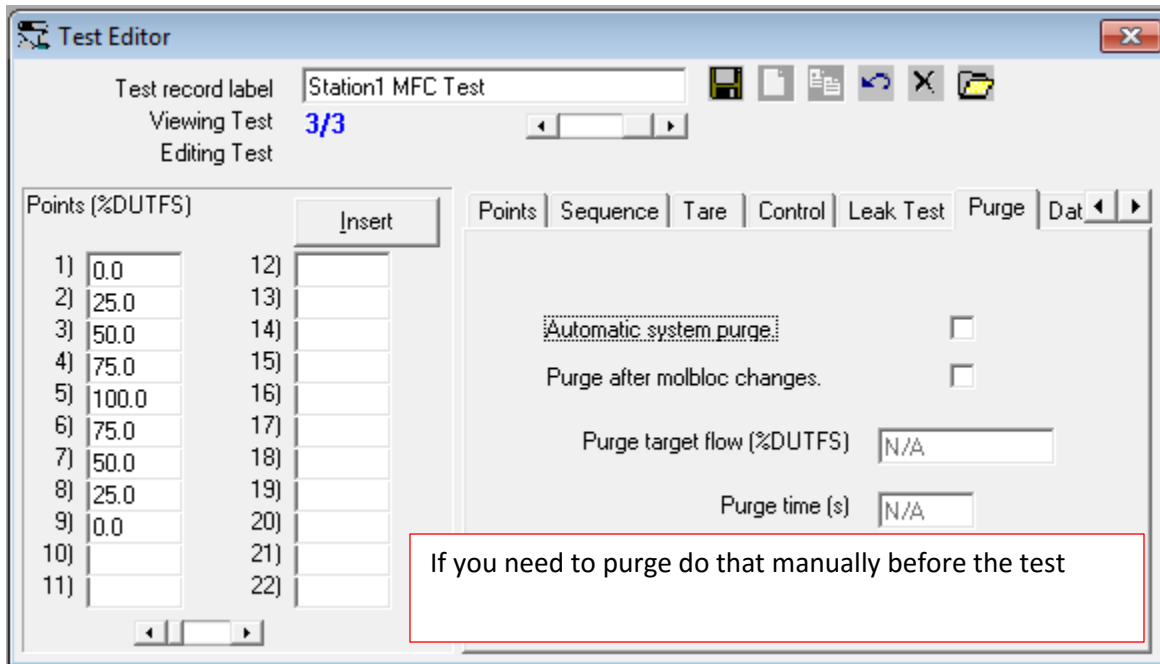 Test Editor
Test record label Station1 MFC Test
Viewing Test 3/3
Editing Test
Points (%DUTFS)
Insert
1) 0.0 12)
2) 25.0 13)
3) 50.0 14)
4) 75.0 15)
5) 100.0 16)
6) 75.0 17)
7) 50.0 18)
8) 25.0 19)
9) 0.0 20)
10) 21)
11) 22)
Points Sequence Tare Control Leak Test Purge Dat
Automatic system purge.
Purge after molbloc changes.
Purge target flow (%DUTFS) N/A
Purge time (s) N/A
If you need to purge do that manually before the test